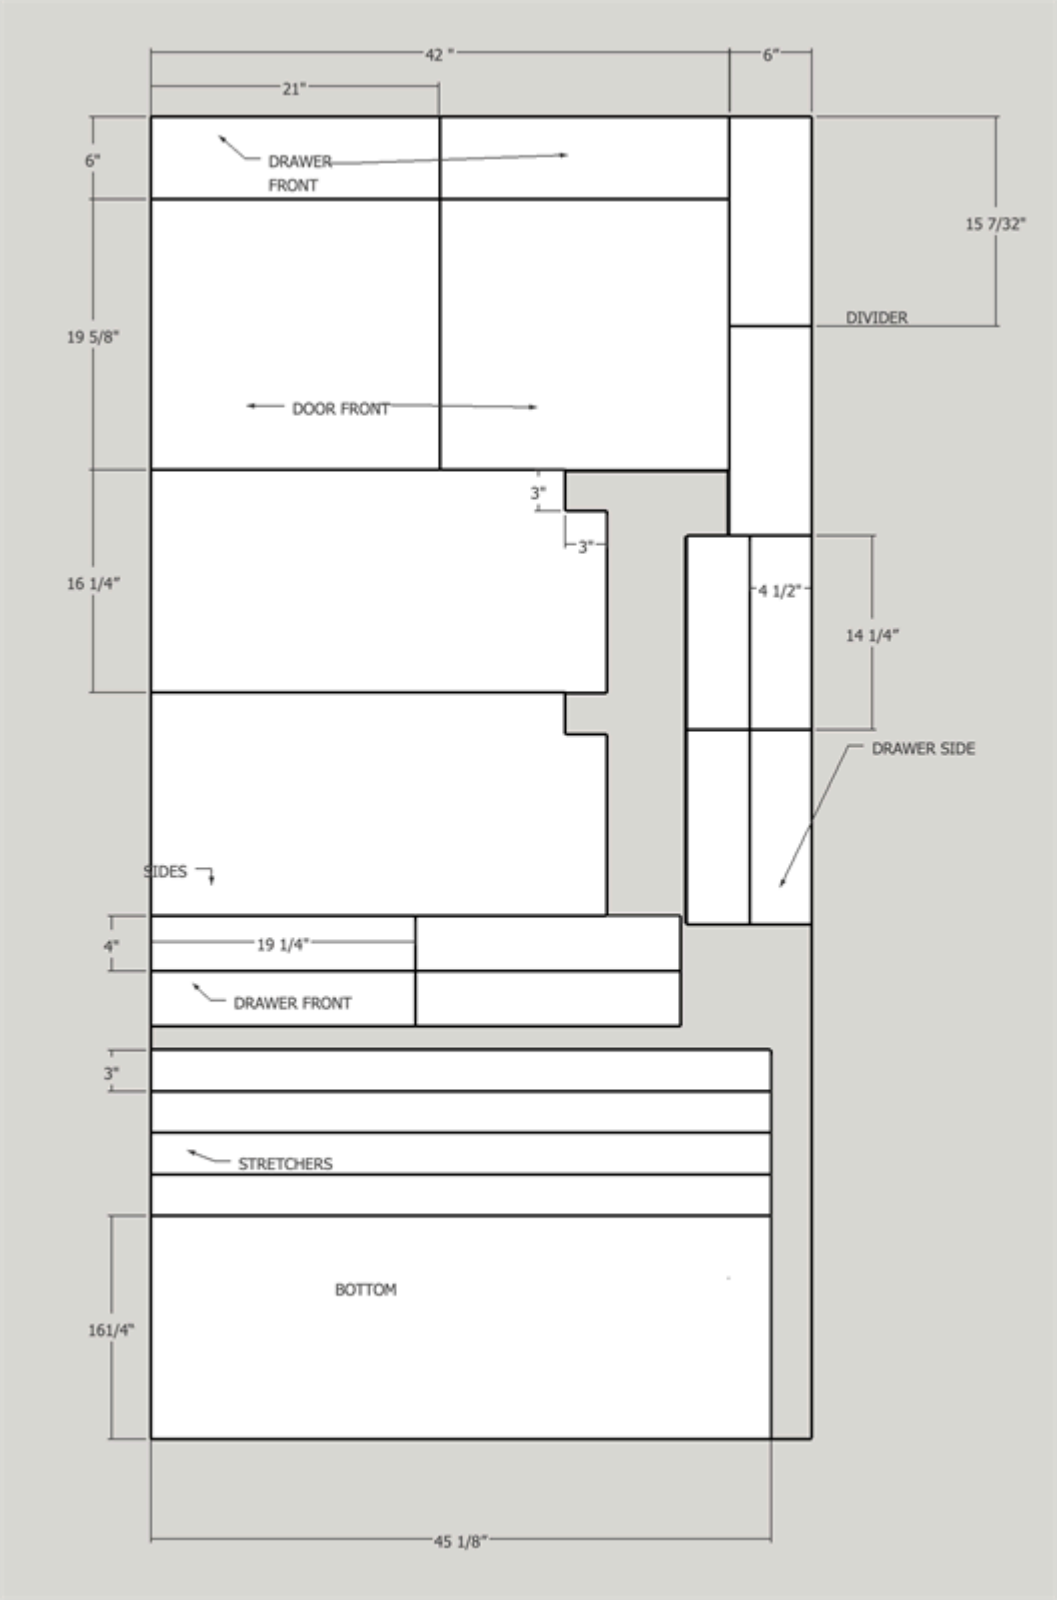 42 "
6"
21"
6"
DRAWER
FRONT
15 7/32"
DIVIDER
19 5/8"
DOOR FRONT
3"
3"
16 1/4"
4 1/2"
14 1/4"
DRAWER SIDE
SIDES
4"
19 1/4"
DRAWER FRONT
3"
STRETCHERS
BOTTOM
161/4"
45 1/8"